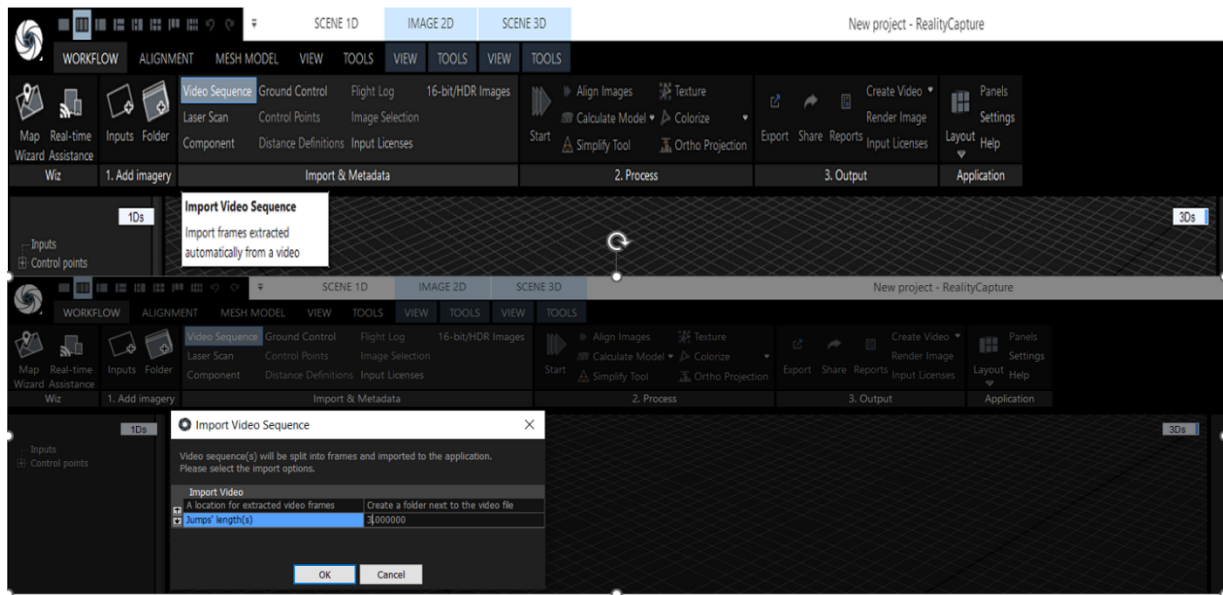 SCENE 1D IMAGE 2D SCENE 3D New project - RealityCapture
WORKFLOW ALIGNMENT MESH MODEL VIEW TOOLS VIEW TOOLS VIEW TOOLS
Video Sequence Ground Control Flight Log 16-bit/HDR Images Align Images Texture Create Video Panels
Laser Scan Control Points Image Selection Calculate Model Colorize Render Image Settings
Map Real-time Inputs Folder Component Distance Definitions Input Licenses Start Simplify Tool Ortho Projection Export Share Reports Input Licenses Layout Help
Wizard Assistance
Wiz 1. Add imagery Import & Metadata 2. Process 3. Output Application
1Ds Import Video Sequence 3Ds
Inputs Import frames extracted
Control points automatically from a video
SCENE 1D IMAGE 2D SCENE 3D New project - RealityCapture
WORKFLOW ALIGNMENT MESH MODEL VIEW TOOLS VIEW TOOLS VIEW TOOLS
Video Sequence Ground Control Flight Log 16-bit/HDR Images Align Images Texture Create Video Panels
Laser Scan Control Points Image Selection Calculate Model Colorize Render Image Settings
Map Real-time Inputs Folder Component Distance Definitions Input Licenses Start Simplify Tool Ortho Projection Export Share Reports Input Licenses Layout Help
Wizard Assistance
Wiz 1. Add imagery Import & Metadata 2. Process 3. Output Application
1Ds Import Video Sequence 3Ds
Inputs
Control points
Video sequence(s) will be split into frames and imported to the application.
Please select the import options.
Import Video
A location for extracted video frames Create a folder next to the video file
Jumps' length(s) 3.000000
OK Cancel